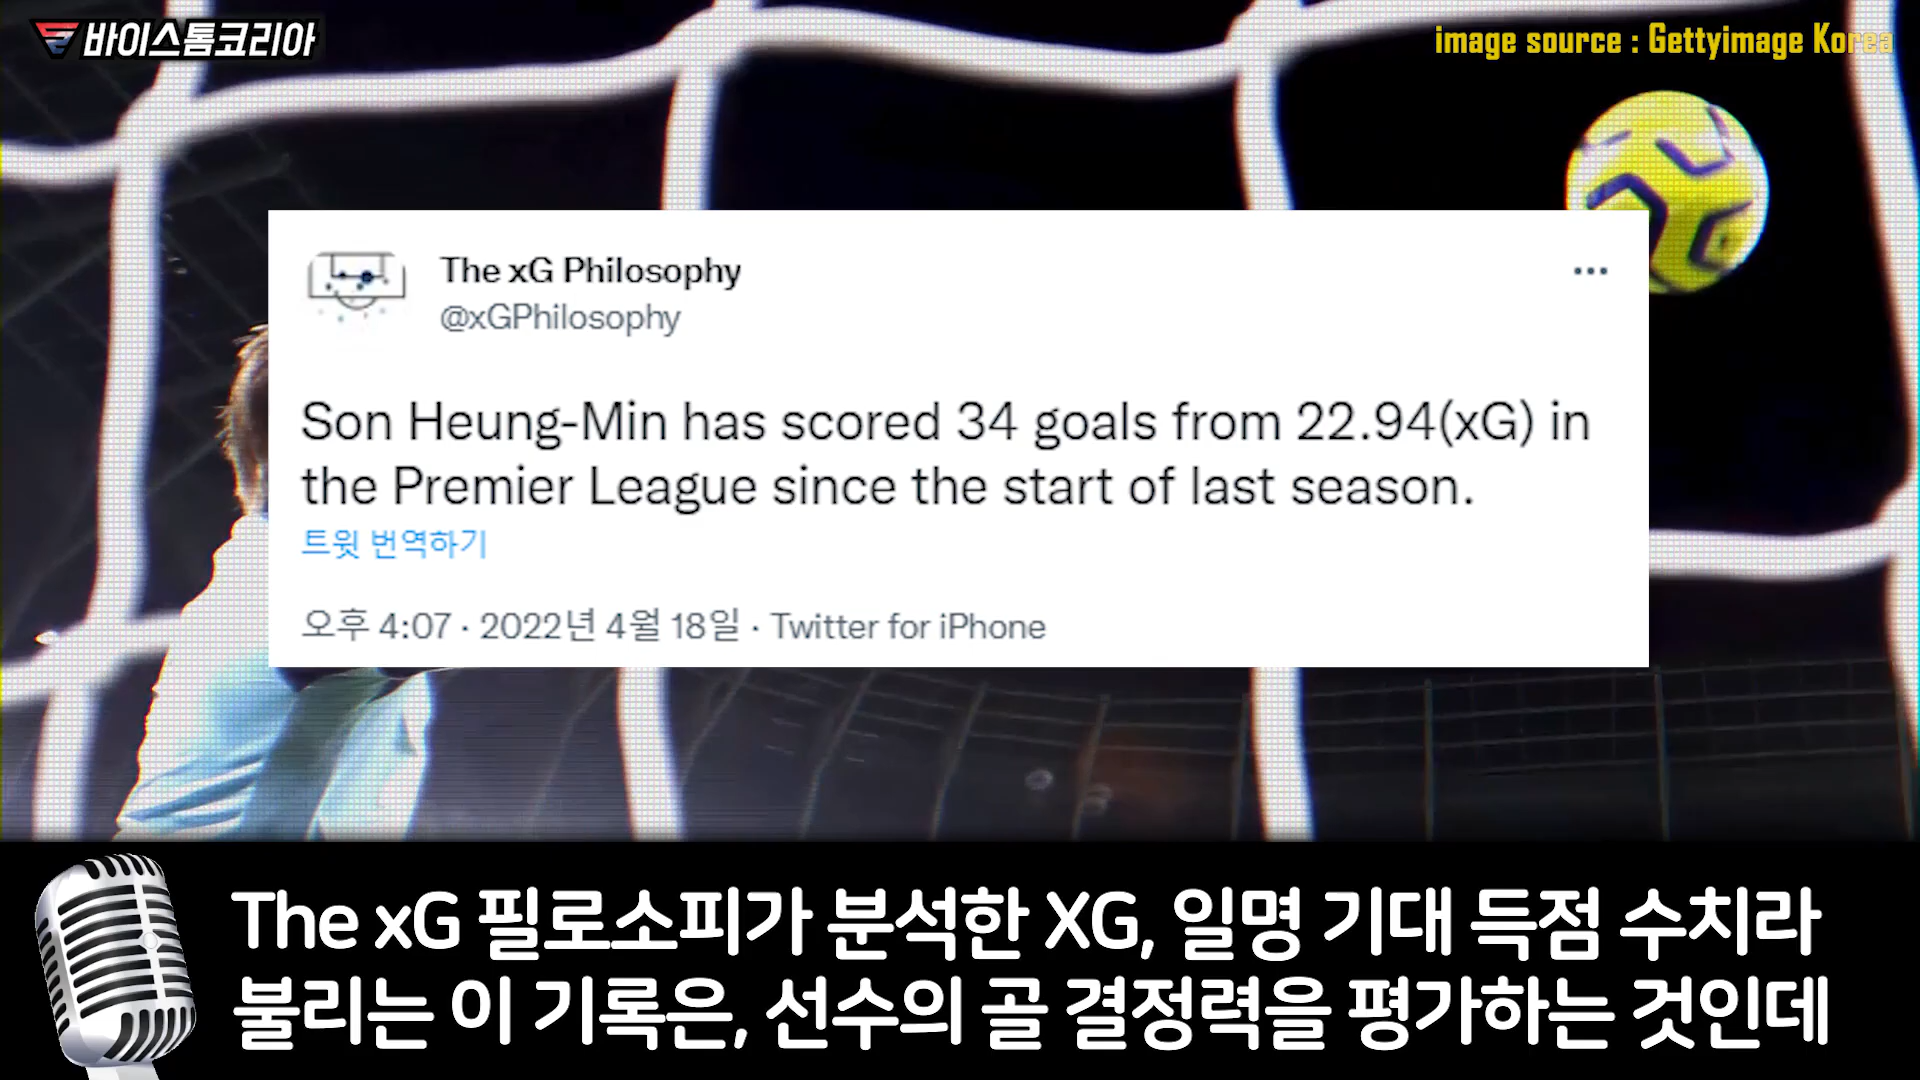 바이스톰코리아
image source : Gettyimage Korea
The xG Philosophy
@xGPhilosophy
Son Heung-Min has scored 34 goals from 22.94(xG) in
the Premier League since the start of last season.
트윗 번역하기
오후 4:07 · 2022년 4월 18일 · Twitter for iPhone
The xG 필로소피가 분석한 XG, 일명 기대 득점 수치라
불리는 이 기록은, 선수의 골 결정력을 평가하는 것인데